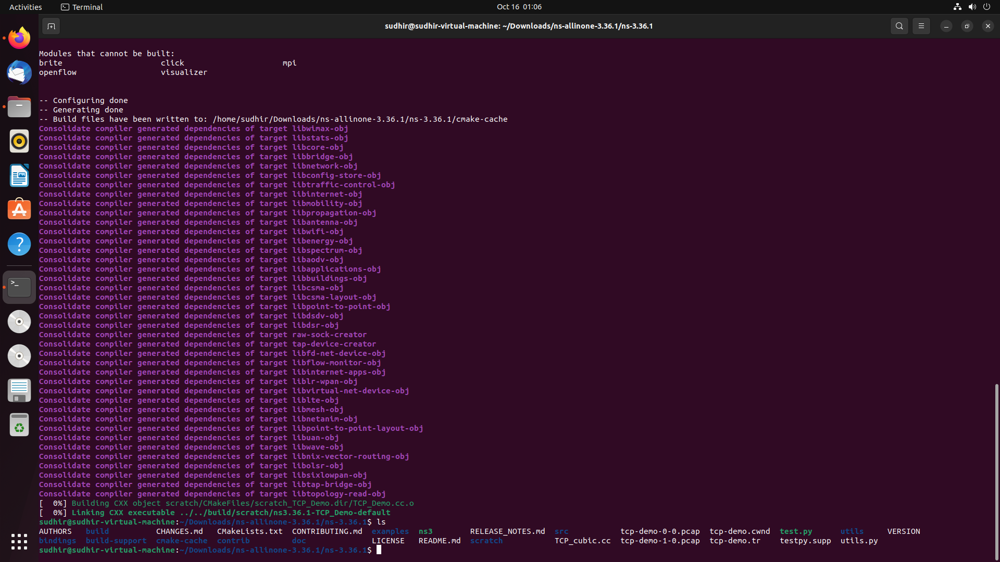 Activities Terminal Oct 16 01:06
sudhir@sudhir-virtual-machine: ~/Downloads/ns-allinone-3.36.1/ns-3.36.1
Modules that cannot be built:
brite click mpi
openflow visualizer
-- Configuring done
-- Generating done
-- Build files have been written to: /home/sudhir/Downloads/ns-allinone-3.36.1/ns-3.36.1/cmake-cache
Consolidate compiler generated dependencies of target libwimax-obj
Consolidate compiler generated dependencies of target libstats-obj
Consolidate compiler generated dependencies of target libcore-obj
Consolidate compiler generated dependencies of target libbridge-obj
Consolidate compiler generated dependencies of target libnetwork-obj
Consolidate compiler generated dependencies of target libconfig-store-obj
Consolidate compiler generated dependencies of target libtraffic-control-obj
Consolidate compiler generated dependencies of target libinternet-obj
Consolidate compiler generated dependencies of target libmobility-obj
Consolidate compiler generated dependencies of target libpropagation-obj
Consolidate compiler generated dependencies of target libantenna-obj
Consolidate compiler generated dependencies of target libwifi-obj
Consolidate compiler generated dependencies of target libenergy-obj
Consolidate compiler generated dependencies of target libspectrum-obj
Consolidate compiler generated dependencies of target libaodv-obj
Consolidate compiler generated dependencies of target libapplications-obj
Consolidate compiler generated dependencies of target libbuildings-obj
Consolidate compiler generated dependencies of target libcsma-obj
Consolidate compiler generated dependencies of target libcsma-layout-obj
Consolidate compiler generated dependencies of target libpoint-to-point-obj
Consolidate compiler generated dependencies of target libdsdv-obj
Consolidate compiler generated dependencies of target libdsr-obj
Consolidate compiler generated dependencies of target raw-sock-creator
Consolidate compiler generated dependencies of target tap-device-creator
Consolidate compiler generated dependencies of target libfd-net-device-obj
Consolidate compiler generated dependencies of target libflow-monitor-obj
Consolidate compiler generated dependencies of target libinternet-apps-obj
Consolidate compiler generated dependencies of target liblr-wpan-obj
Consolidate compiler generated dependencies of target libvirtual-net-device-obj
Consolidate compiler generated dependencies of target liblte-obj
Consolidate compiler generated dependencies of target libmesh-obj
Consolidate compiler generated dependencies of target libnetanim-obj
Consolidate compiler generated dependencies of target libpoint-to-point-layout-obj
Consolidate compiler generated dependencies of target libuan-obj
Consolidate compiler generated dependencies of target libwave-obj
Consolidate compiler generated dependencies of target libnix-vector-routing-obj
Consolidate compiler generated dependencies of target libolsr-obj
Consolidate compiler generated dependencies of target libsixlowpan-obj
Consolidate compiler generated dependencies of target libtap-bridge-obj
Consolidate compiler generated dependencies of target libtopology-read-obj
[  0%] Building CXX object scratch/CMakeFiles/scratch_TCP_Demo.dir/TCP_Demo.cc.o
[  0%] Linking CXX executable ../../build/scratch/ns3.36.1-TCP_Demo-default
sudhir@sudhir-virtual-machine:~/Downloads/ns-allinone-3.36.1/ns-3.36.1$ ls
AUTHORS build CHANGES.md CMakeLists.txt CONTRIBUTING.md examples ns3 RELEASE_NOTES.md src tcp-demo-0-0.pcap tcp-demo.cwnd test.py utils VERSION
bindings build-support cmake-cache contrib doc LICENSE README.md scratch TCP_cubic.cc tcp-demo-1-0.pcap tcp-demo.tr testpy.supp utils.py
sudhir@sudhir-virtual-machine:~/Downloads/ns-allinone-3.36.1/ns-3.36.1$